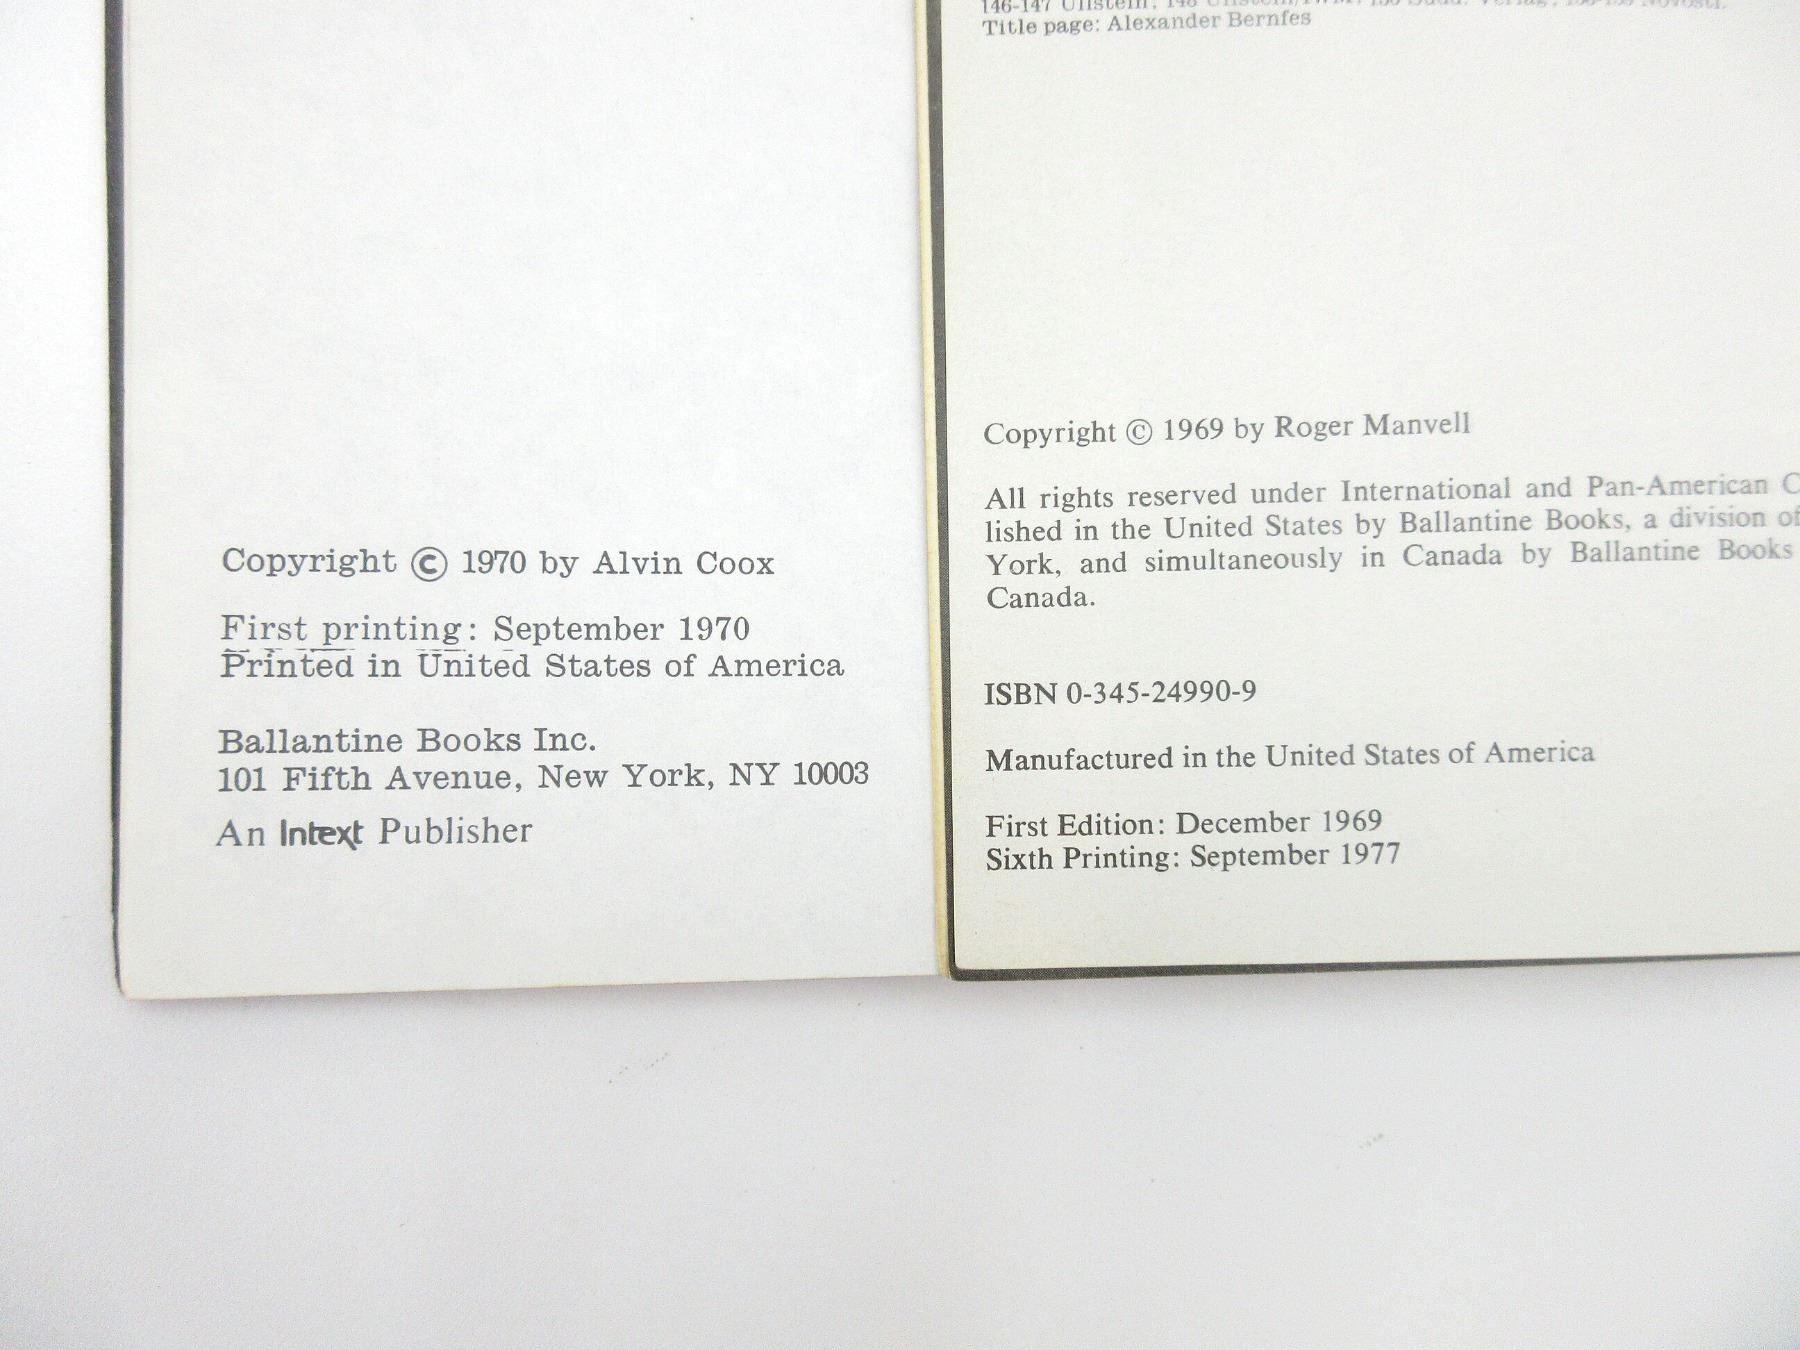 Copyright © 1970 by Alvin Coox
First printing: September 1970
Printed in United States of America
Ballantine Books Inc.
101 Fifth Avenue, New York, NY 10003
An Intext Publisher
146-147 Ullstein; 148
Title page: Alexander Bernfes
Copyright © 1969 by Roger Manvell
All rights reserved under International and Pan-American C
lished in the United States by Ballantine Books, a division of
York, and simultaneously in Canada by Ballantine Books
Canada.
ISBN 0-345-24990-9
Manufactured in the United States of America
First Edition: December 1969
Sixth Printing: September 1977